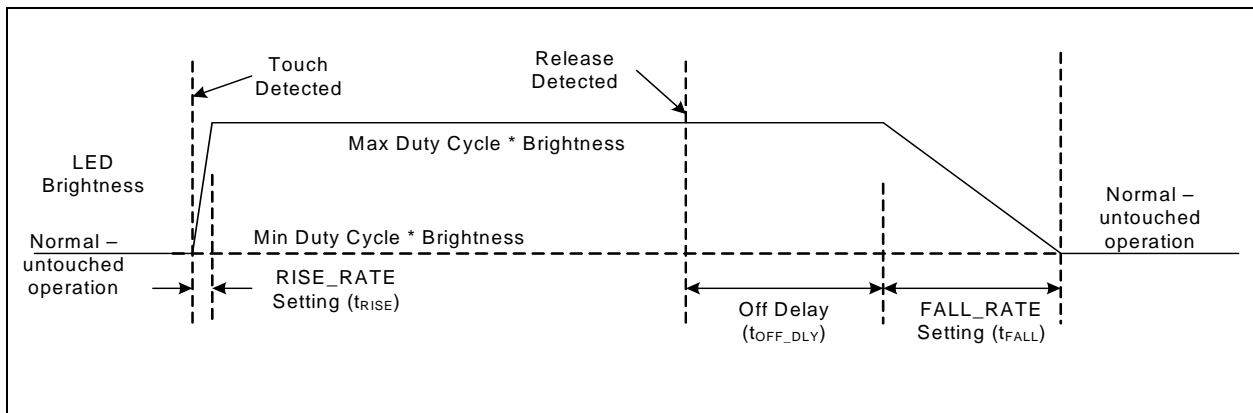 Touch
Detected
Release
Detected
Max Duty Cycle * Brightness
LED
Brightness
Normal –
untouched
operation
Min Duty Cycle * Brightness
Normal –
untouched
operation
RISE_RATE
Setting (tRISE)
Off Delay
(tOFF_DLY)
FALL_RATE
Setting (tFALL)